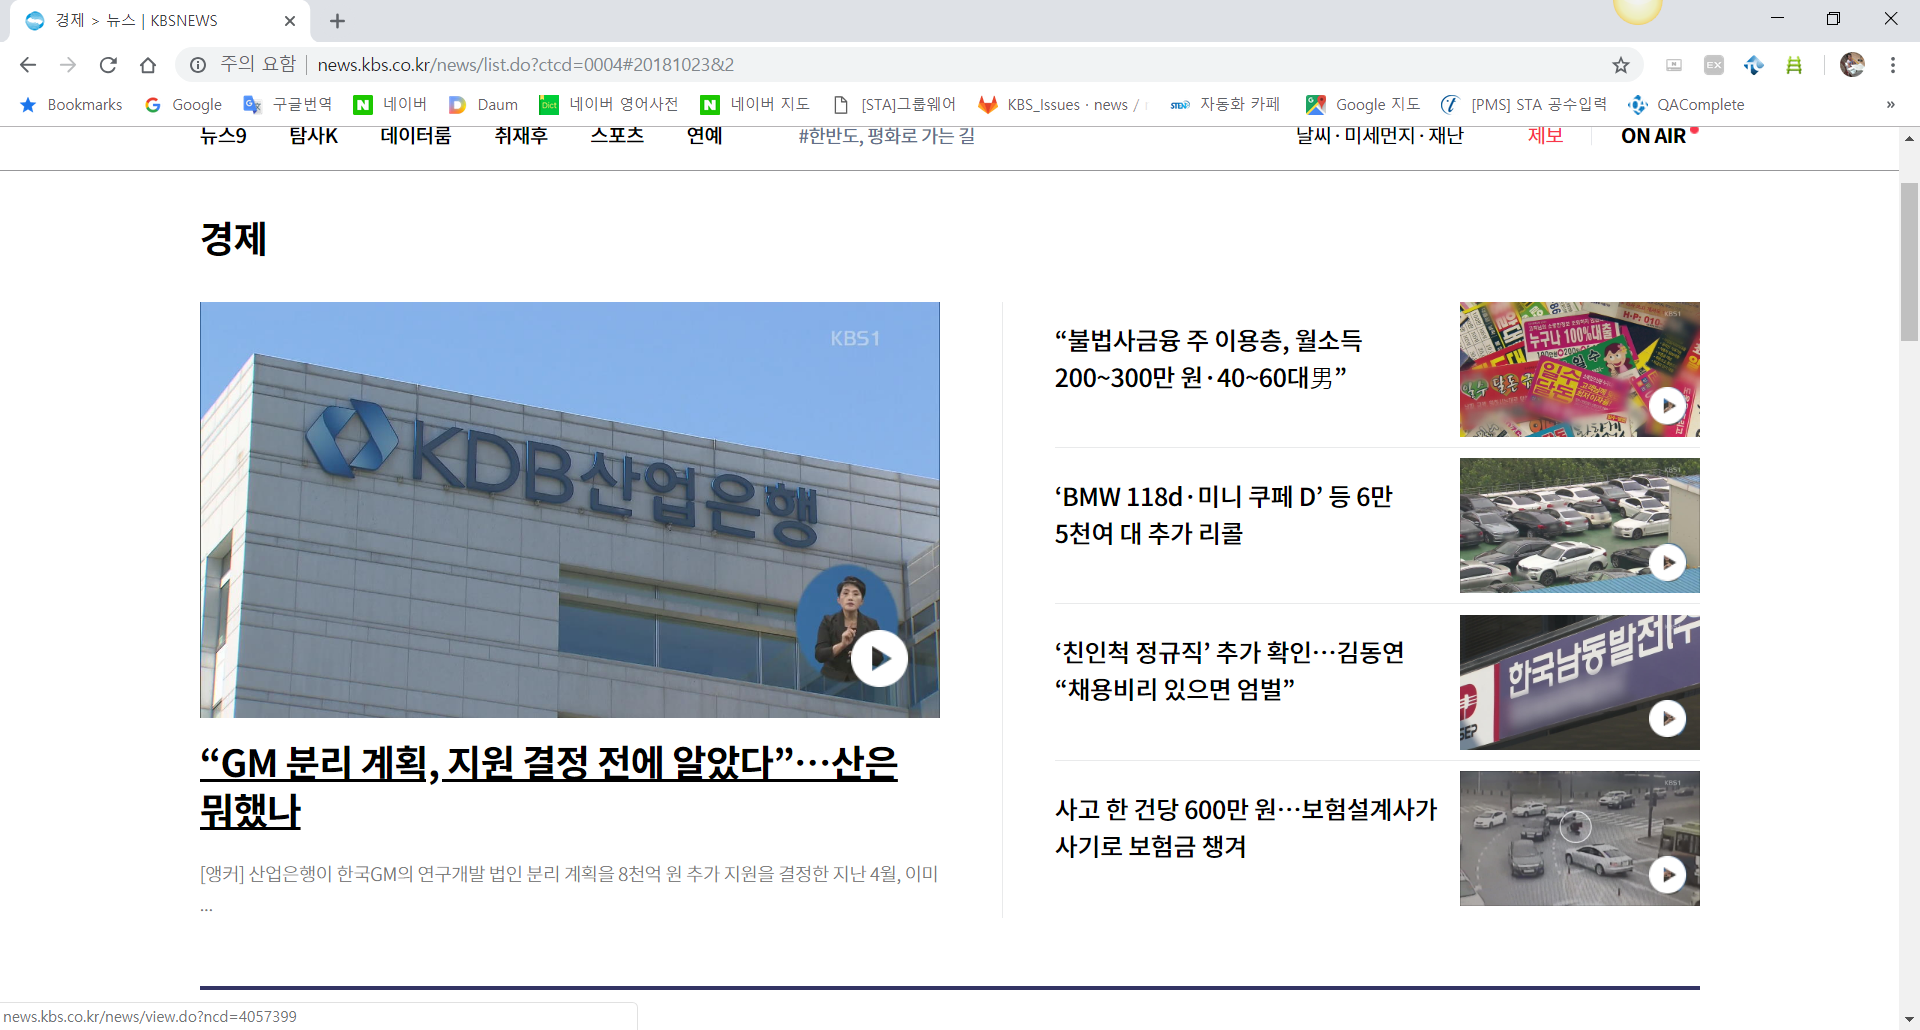 경제 > 뉴스 | KBSNEWS
주의 요함 | news.kbs.co.kr/news/list.do?ctcd=0004#20181023&2
EX
Bookmarks Google 구글번역 네이버 Daum 네이버 영어사전 네이버 지도 [STA]그룹웨어 KBS_Issues · news / 자동화 카페 Google 지도 [PMS] STA 공수입력 QAComplete »
뉴스9 탐사K 데이터룸 취재후 스포츠 연예 #한반도, 평화로 가는 길 날씨·미세먼지·재난 제보 ON AIR
경제
KBS1
KDB산업은행
“GM 분리 계획, 지원 결정 전에 알았다”…산은
뭐했나
[앵커] 산업은행이 한국GM의 연구개발 법인 분리 계획을 8천억 원 추가 지원을 결정한 지난 4월, 이미
...
“불법사금융 주 이용층, 월소득
200~300만 원·40~60대男”
H·P: 010
누구나 100%대출
일수
‘BMW 118d·미니 쿠페 D’ 등 6만
5천여 대 추가 리콜
‘친인척 정규직’ 추가 확인…김동연
“채용비리 있으면 엄벌”
한국남동발전(주
사고 한 건당 600만 원…보험설계사가
사기로 보험금 챙겨
KBS1
news.kbs.co.kr/news/view.do?ncd=4057399